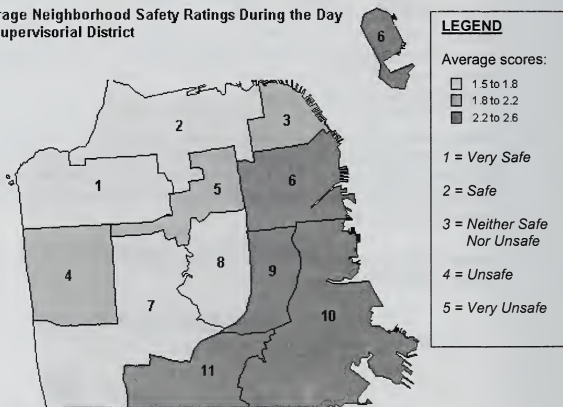 rage Neighborhood Safety Ratings During the Day
upervisorial District
6
LEGEND
Average scores:
1.5 to 1.8
1.8 to 2.2
2.2 to 2.6
1 = Very Safe
2 = Safe
3 = Neither Safe
Nor Unsafe
4 = Unsafe
5 = Very Unsafe
2
3
1
5
6
4
8
9
7
10
11